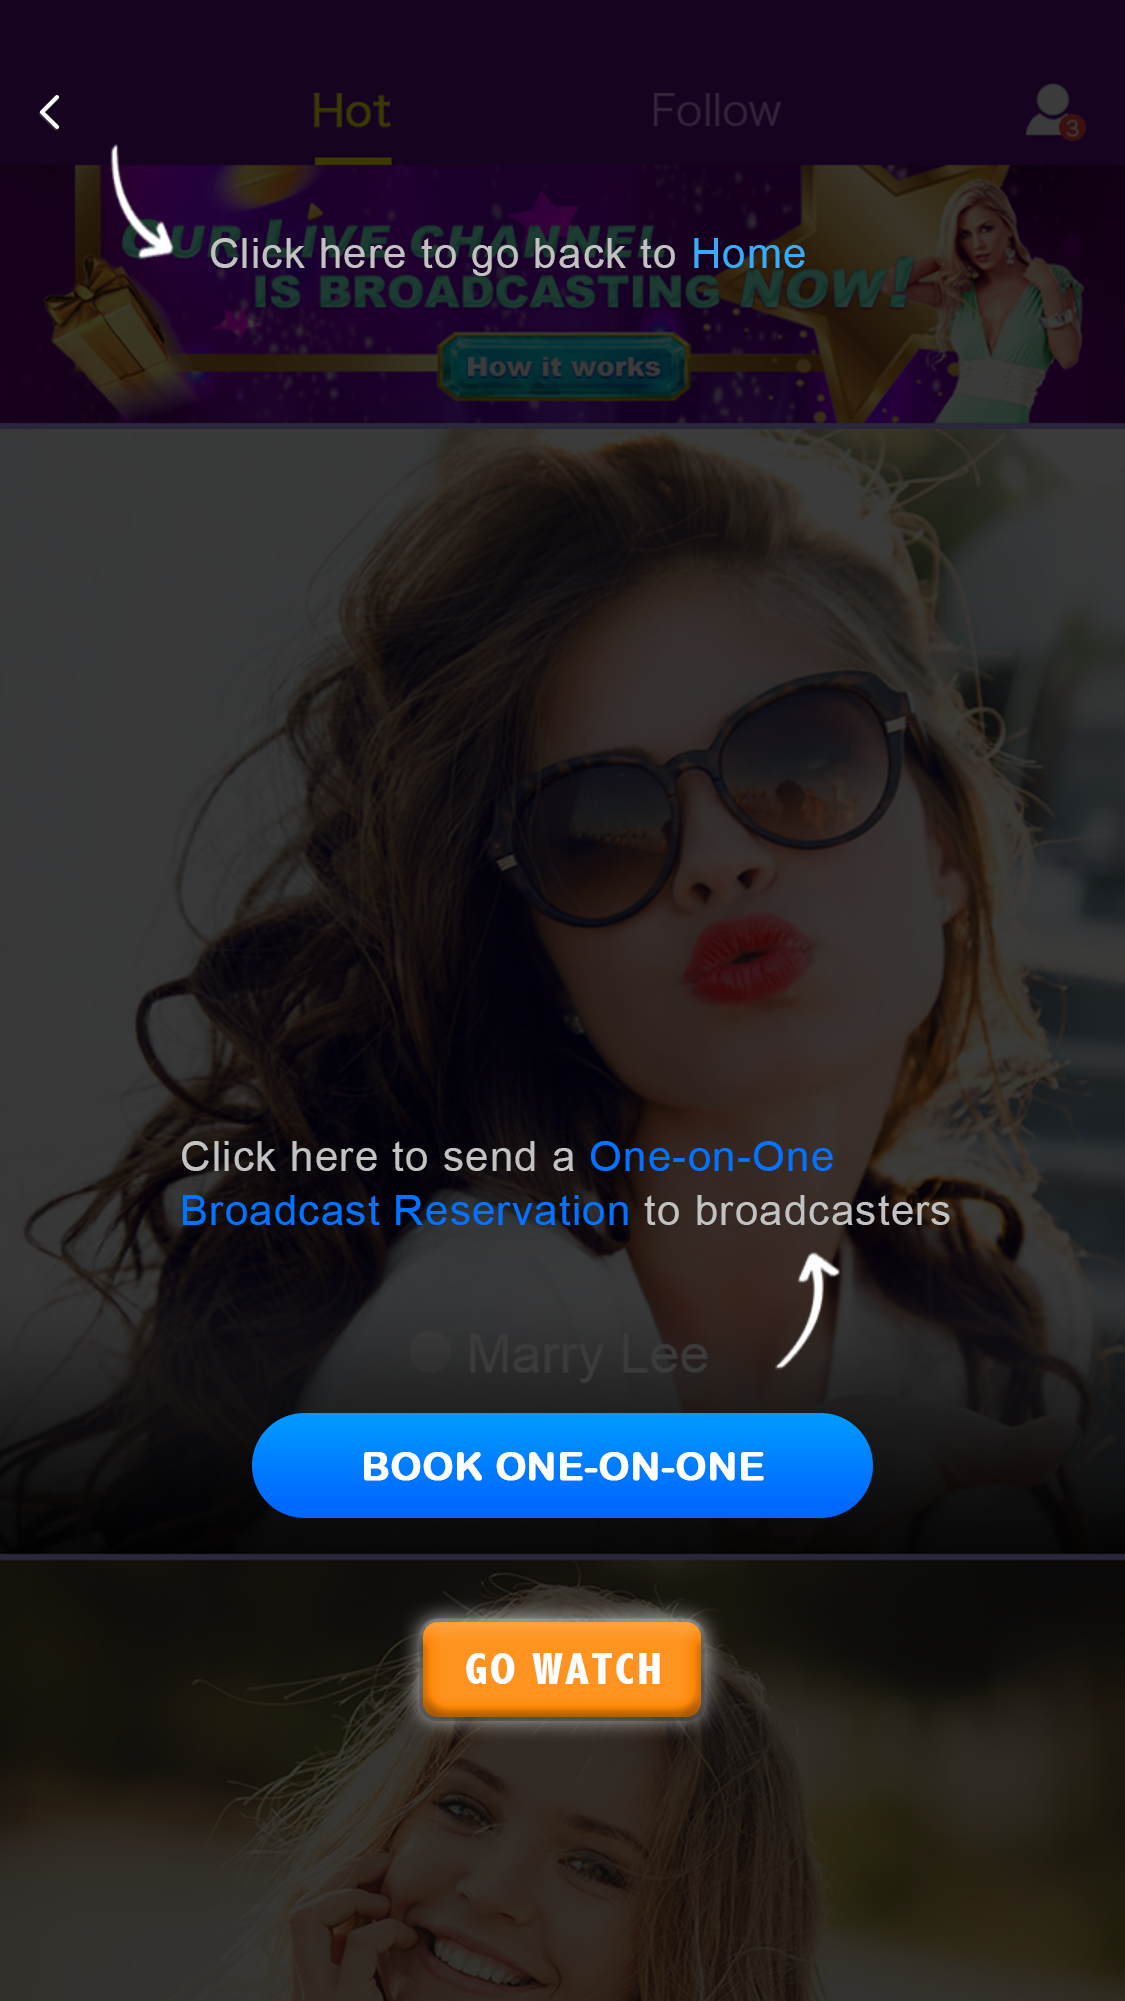 Hot
Follow
3
OUR LIVE CHANNEL
Click here to go back to Home
IS BROADCASTING NOW!
How it works
Click here to send a One-on-One
Broadcast Reservation to broadcasters
Marry Lee
BOOK ONE-ON-ONE
GO WATCH